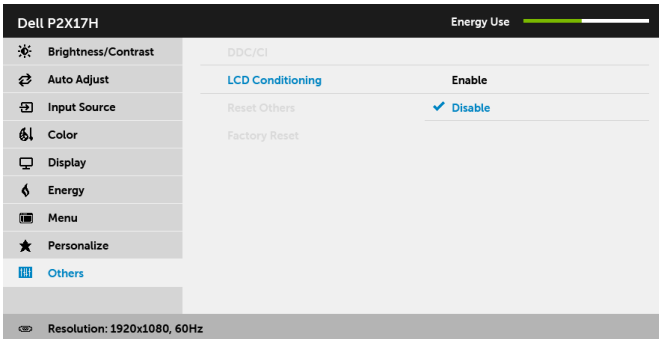 Dell P2X17H
Energy Use
Brightness/Contrast
DDC/CI
Auto Adjust
LCD Conditioning
Enable
Input Source
Reset Others
Disable
Color
Factory Reset
Display
Energy
Menu
Personalize
Others
Resolution: 1920x1080, 60Hz